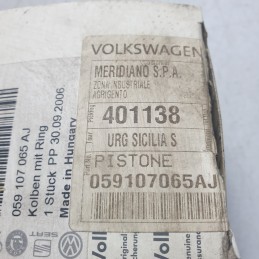 VOLKSWAGEN
MERIDIANO S.P.A.
ZONA INDUSTRIALE
AGRIGENTO
401138
URG SICILIA S
PISTONE
059107065AJ
059 107 065 AJ
Kolben mit Ring
1 Stück PP 30.09.2006
Made in Hungary
SEAT